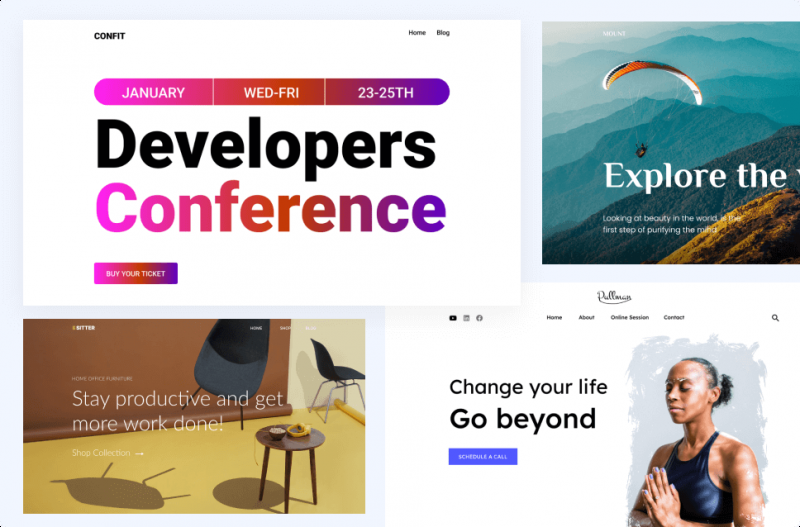 CONFIT
Home Blog
JANUARY WED-FRI 23-25TH
Developers
Conference
BUY YOUR TICKET
MOUNT
Explore the
Looking at beauty in the world, is the
first step of purifying the mind
SITTER
HOME SHOP BLOG
HOME OFFICE FURNITURE
Stay productive and get
more work done!
Shop Collection
Pullman
Home About Online Session Contact
Change your life
Go beyond
SCHEDULE A CALL